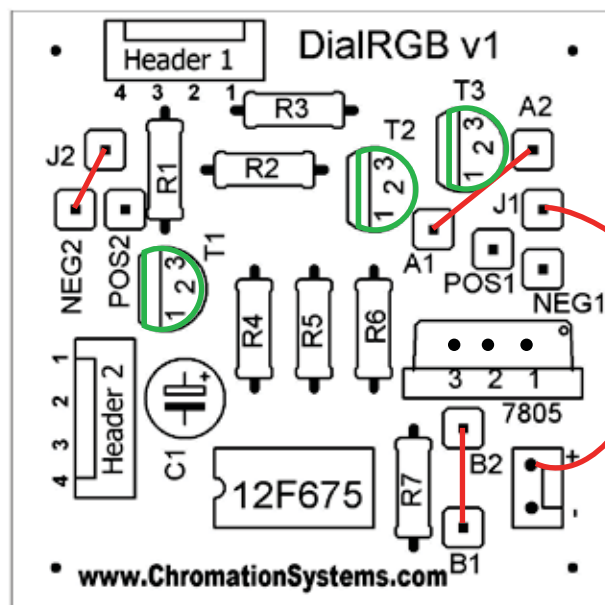 DialRGB v1
Header 1
4 3 2 1
T3
A2
R3
T2
J2
R1
R2
1 2 3
1 2 3
J1
A1
NEG2
POS2
T1
1 2 3
POS1
NEG1
R4
R5
R6
1
2
3
4
Header 2
+
C1
3 2 1
7805
12F675
R7
B2
+
-
B1
www.ChromationSystems.com